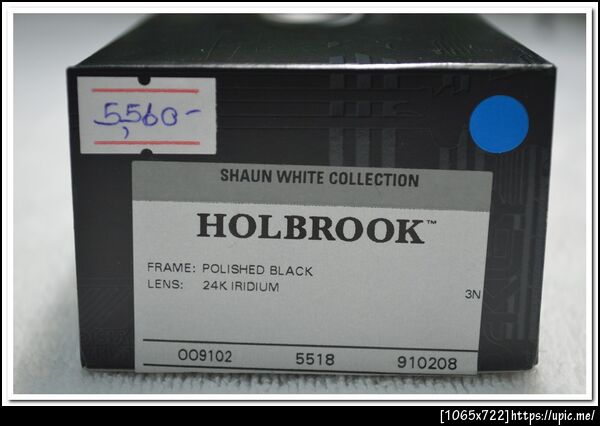 5,560-
SHAUN WHITE COLLECTION
HOLBROOK™
FRAME: POLISHED BLACK
LENS: 24K IRIDIUM
3N
OO9102 5518 910208
[1065x722]https://upic.me/